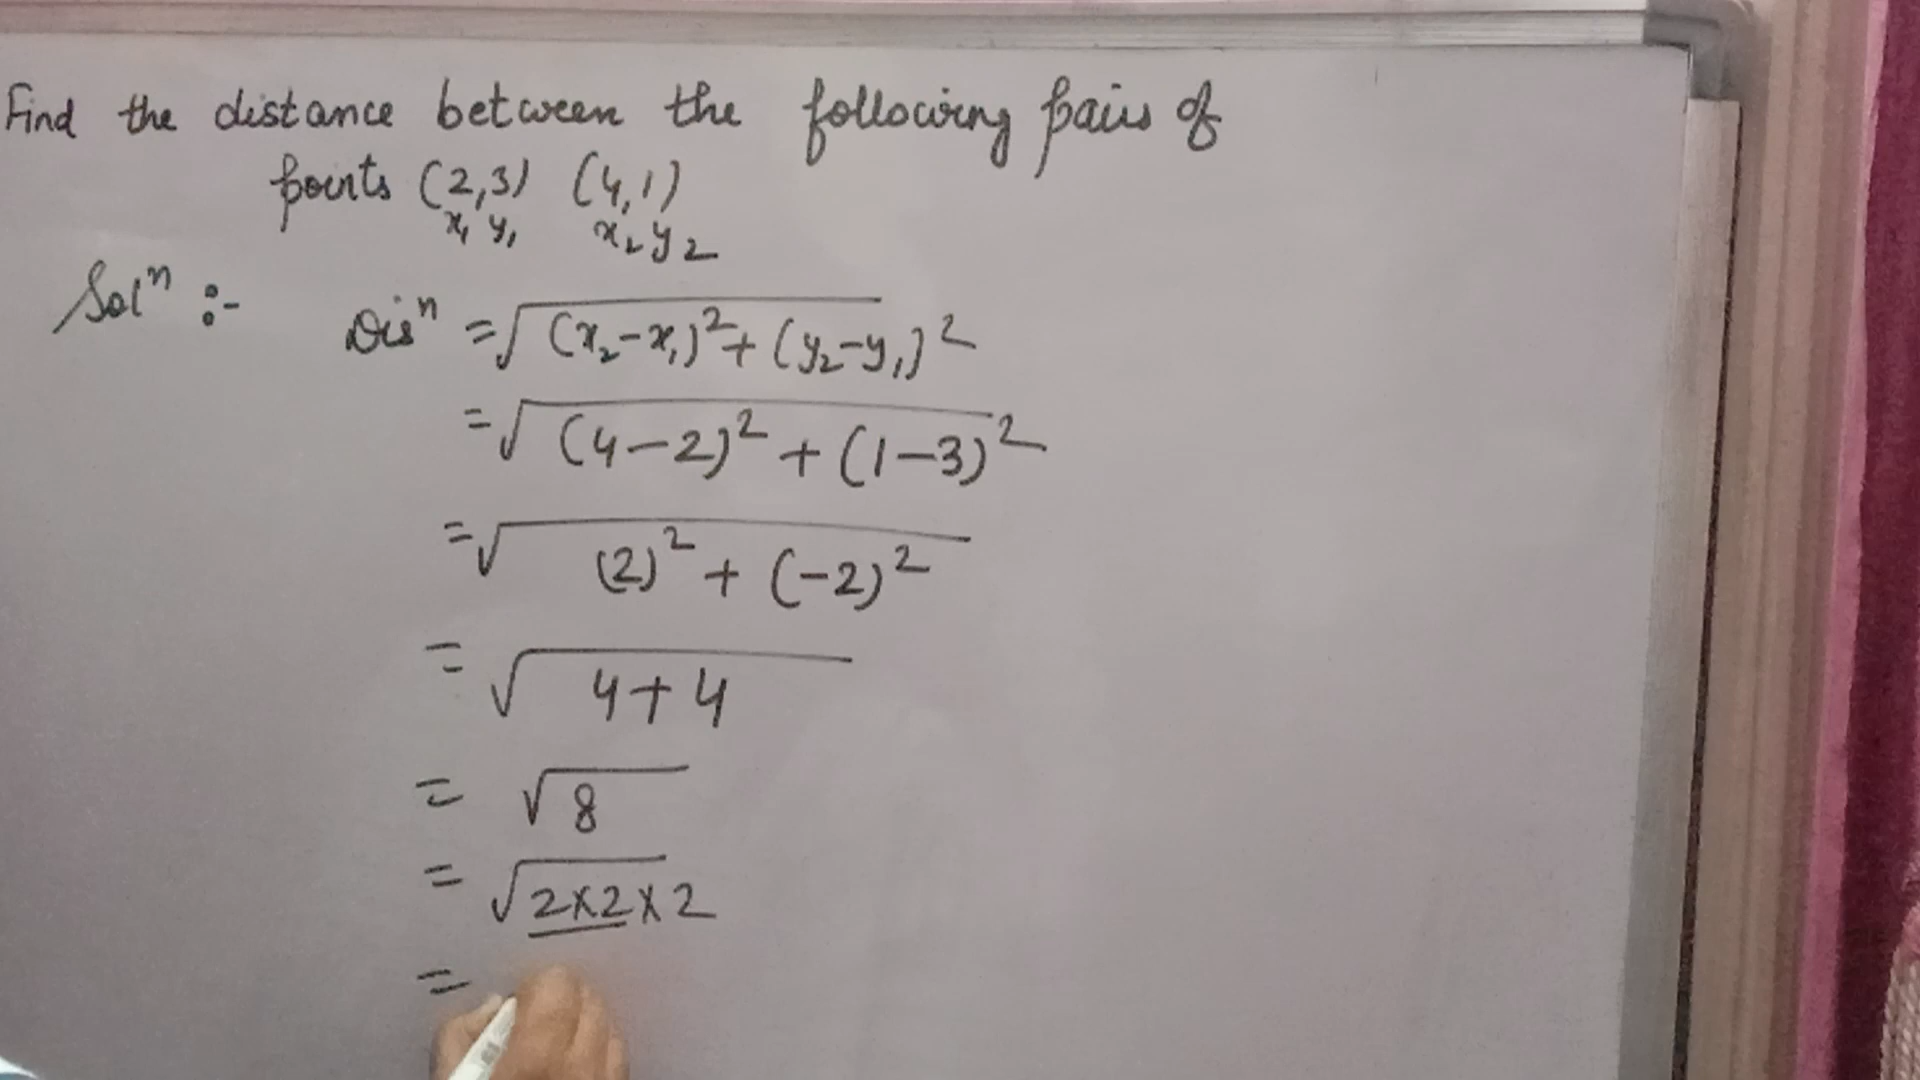 Find the distance between the following pairs of
points (2,3) (4,1)
x₁ y₁ x₂ y₂
Solⁿ :-
Disⁿ = √(x₂-x₁)² + (y₂-y₁)²
= √(4-2)² + (1-3)²
= √(2)² + (-2)²
= √4+4
= √8
= √2×2×2
=